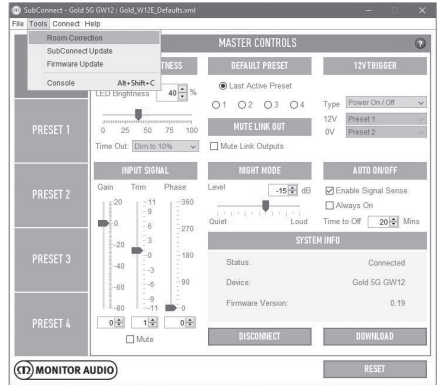 SubConnect - Gold 5G GW12 : Gold_W12E_Defaults.xml
File Tools Connect Help
Room Correction
SubConnect Update
Firmware Update
Console Alt+Shift+C
MASTER CONTROLS
?
TNESS
LED Brightness 40 %
0 25 50 75 100
Time Out: Dim to 10%
DEFAULT PRESET
Last Active Preset
1 2 3 4
MUTE LINK OUT
Mute Link Outputs
12VTRIGGER
Type Power On / Off
12V Preset 1
0V Preset 2
PRESET 1
PRESET 2
PRESET 3
PRESET 4
INPUT SIGNAL
Gain Trim Phase
20 11 360
0 9 270
-20 6 180
-40 3 90
-60 0 0
-80 -3
-6
-9
-11
0 1 0
Mute
NIGHT MODE
Level -15 dB
Quiet Loud
AUTO ON/OFF
Enable Signal Sense
Always On
Time to Off 20 Mins
SYSTEM INFO
Status: Connected
Device: Gold 5G GW12
Firmware Version: 0.19
DISCONNECT
DOWNLOAD
MONITOR AUDIO
RESET